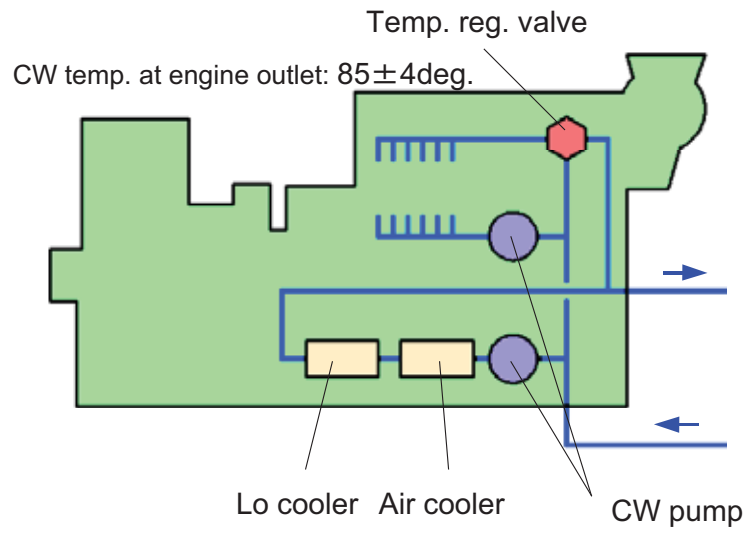 Temp. reg. valve
CW temp. at engine outlet: 85±4deg.
Lo cooler
Air cooler
CW pump